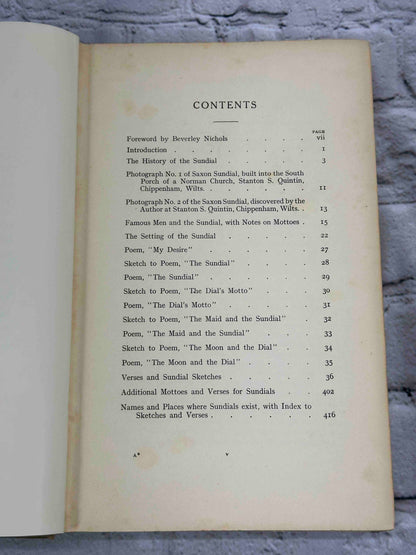 CONTENTS
PAGE
Foreword by Beverley Nichols . . . . vii
Introduction . . . . . . . 1
The History of the Sundial . . . . . 3
Photograph No. 1 of Saxon Sundial, built into the South
Porch of a Norman Church, Stanton S. Quintin,
Chippenham, Wilts. . . . . . 11
Photograph No. 2 of the Saxon Sundial, discovered by the
Author at Stanton S. Quintin, Chippenham, Wilts. . 13
Famous Men and the Sundial, with Notes on Mottoes . 15
The Setting of the Sundial . . . . . 22
Poem, "My Desire" . . . . . . 27
Sketch to Poem, "The Sundial" . . . . 28
Poem, "The Sundial" . . . . . . 29
Sketch to Poem, "The Dial's Motto" . . . 30
Poem, "The Dial's Motto" . . . . . 31
Sketch to Poem, "The Maid and the Sundial" . . 32
Poem, "The Maid and the Sundial" . . . 33
Sketch to Poem, "The Moon and the Dial" . . 34
Poem, "The Moon and the Dial" . . . . 35
Verses and Sundial Sketches . . . . . 36
Additional Mottoes and Verses for Sundials . . 402
Names and Places where Sundials exist, with Index to
Sketches and Verses . . . . . 416
A* v